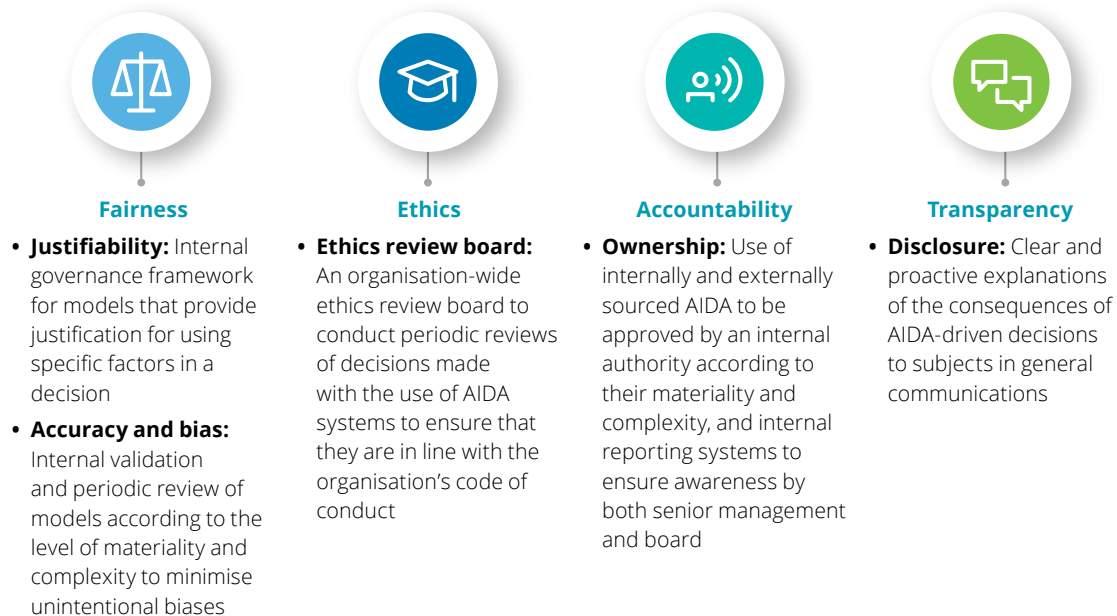 Fairness
• Justifiability: Internal
governance framework
for models that provide
justification for using
specific factors in a
decision
• Accuracy and bias:
Internal validation
and periodic review of
models according to the
level of materiality and
complexity to minimise
unintentional biases
Ethics
• Ethics review board:
An organisation-wide
ethics review board to
conduct periodic reviews
of decisions made
with the use of AIDA
systems to ensure that
they are in line with the
organisation's code of
conduct
Accountability
• Ownership: Use of
internally and externally
sourced AIDA to be
approved by an internal
authority according to
their materiality and
complexity, and internal
reporting systems to
ensure awareness by
both senior management
and board
Transparency
• Disclosure: Clear and
proactive explanations
of the consequences of
AIDA-driven decisions
to subjects in general
communications